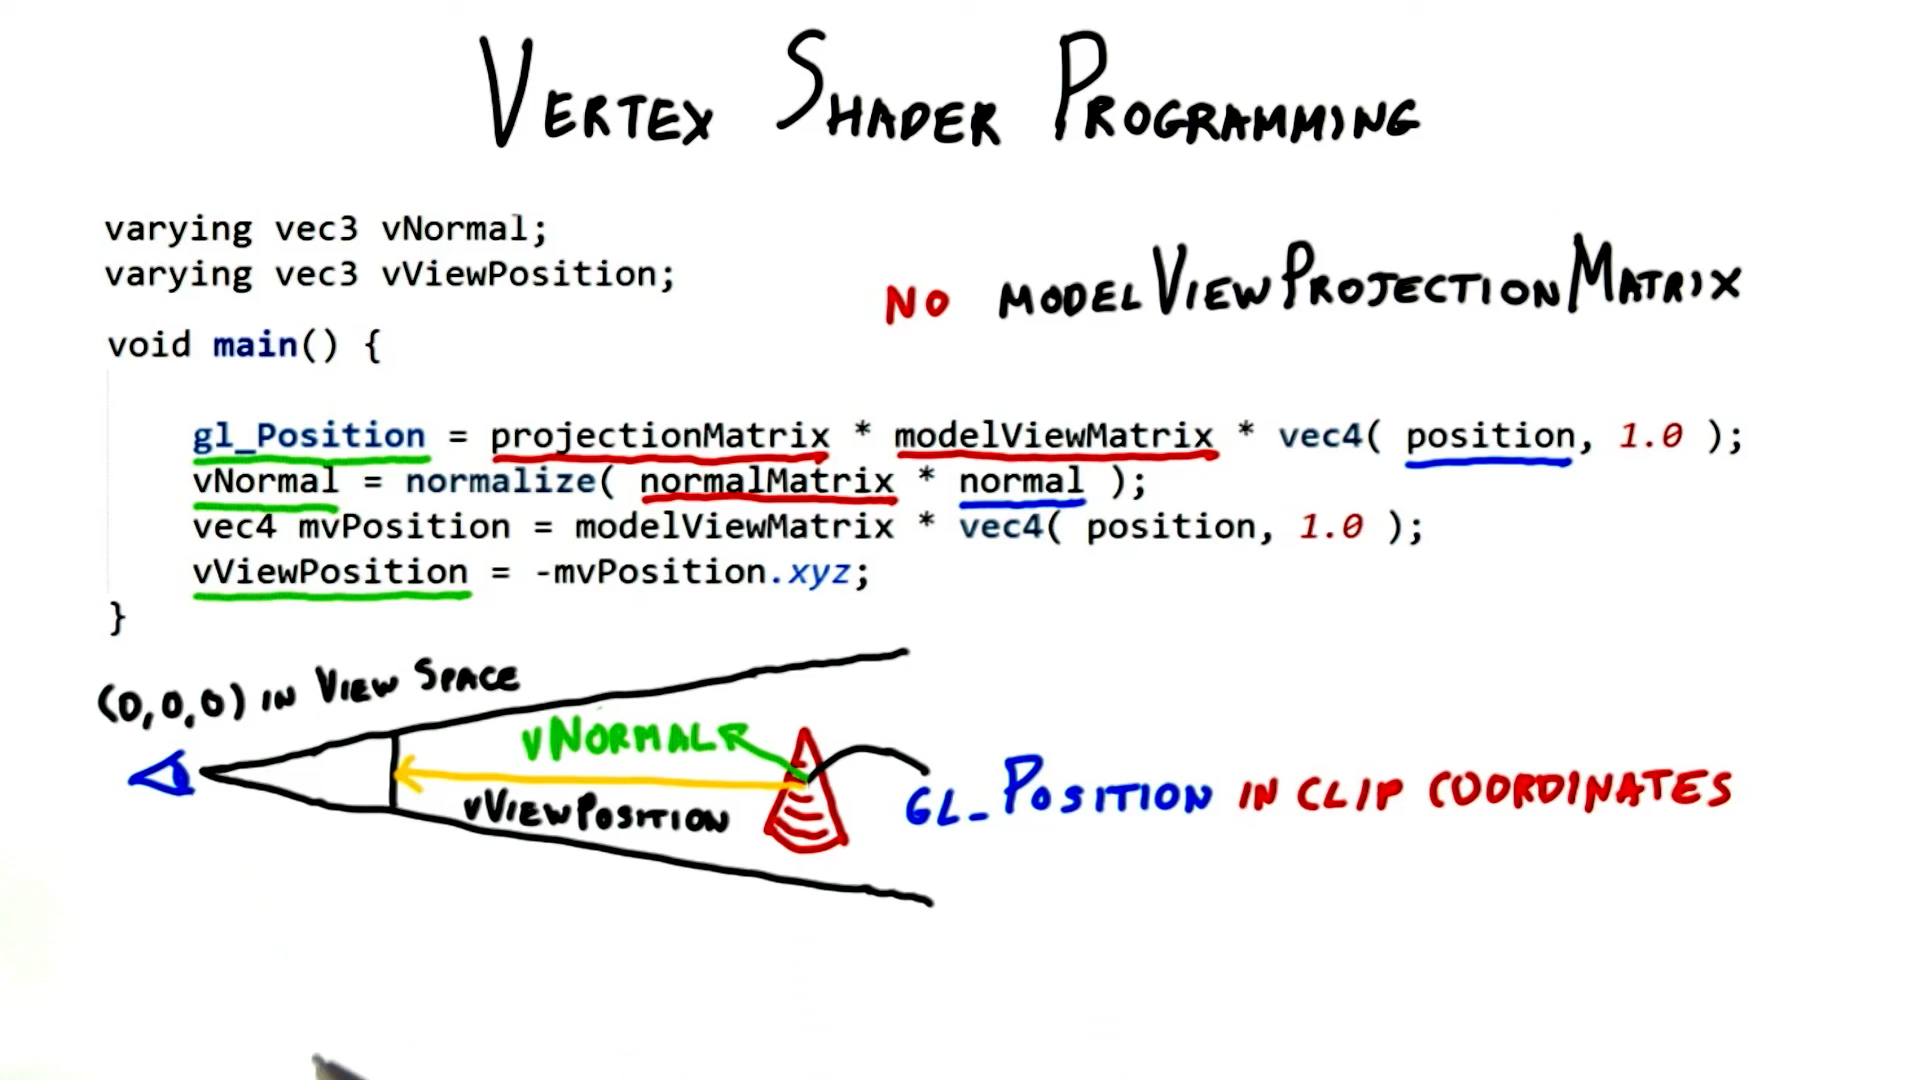 VERTEX SHADER PROGRAMMING
varying vec3 vNormal;
varying vec3 vViewPosition;
NO MODELVIEWPROJECTIONMATRIX
void main() {
gl_Position = projectionMatrix * modelViewMatrix * vec4( position, 1.0 );
vNormal = normalize( normalMatrix * normal );
vec4 mvPosition = modelViewMatrix * vec4( position, 1.0 );
vViewPosition = -mvPosition.xyz;
}
(0,0,0) IN VIEW SPACE
vNORMAL
vVIEWPOSITION
GL_POSITION IN CLIP COORDINATES